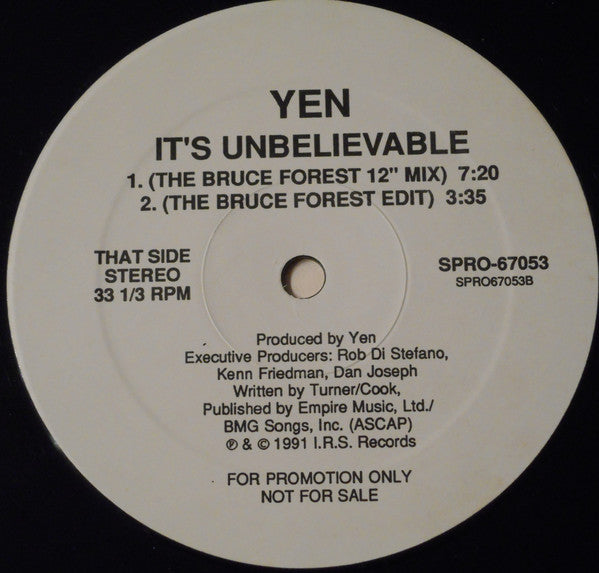 YEN
IT'S UNBELIEVABLE
1. (THE BRUCE FOREST 12" MIX) 7:20
2. (THE BRUCE FOREST EDIT) 3:35
THAT SIDE
STEREO
33 1/3 RPM
SPRO-67053
SPRO67053B
Produced by Yen
Executive Producers: Rob Di Stefano,
Kenn Friedman, Dan Joseph
Written by Turner/Cook,
Published by Empire Music, Ltd./
BMG Songs, Inc. (ASCAP)
℗ & © 1991 I.R.S. Records
FOR PROMOTION ONLY
NOT FOR SALE